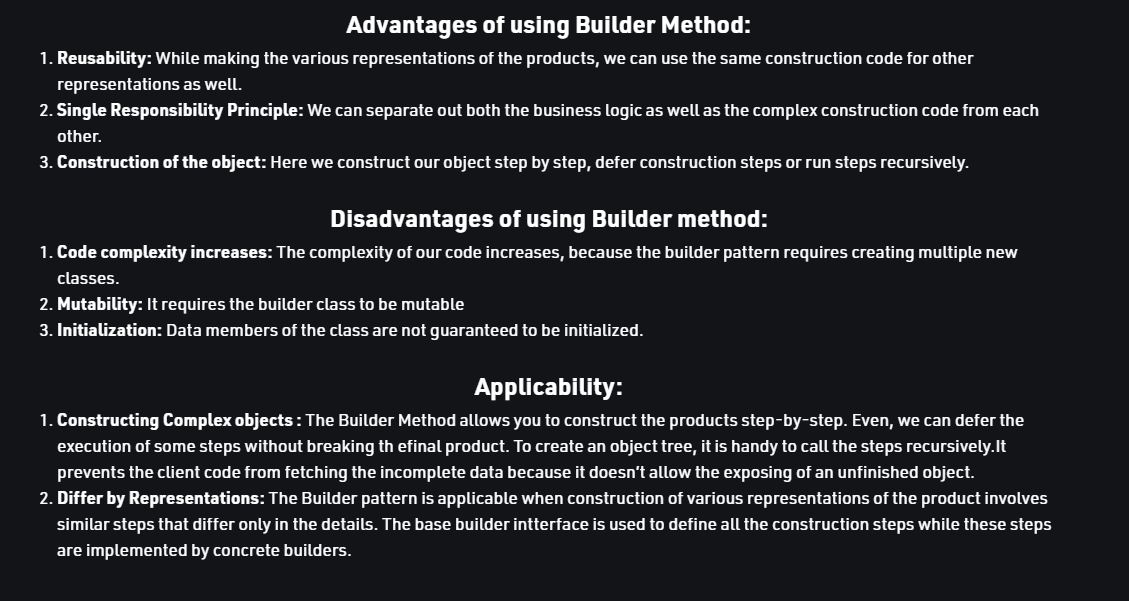 Advantages of using Builder Method:
1. Reusability: While making the various representations of the products, we can use the same construction code for other
representations as well.
2. Single Responsibility Principle: We can separate out both the business logic as well as the complex construction code from each
other.
3. Construction of the object: Here we construct our object step by step, defer construction steps or run steps recursively.
Disadvantages of using Builder method:
1. Code complexity increases: The complexity of our code increases, because the builder pattern requires creating multiple new
classes.
2. Mutability: It requires the builder class to be mutable
3. Initialization: Data members of the class are not guaranteed to be initialized.
Applicability:
1. Constructing Complex objects : The Builder Method allows you to construct the products step-by-step. Even, we can defer the
execution of some steps without breaking th efinal product. To create an object tree, it is handy to call the steps recursively.It
prevents the client code from fetching the incomplete data because it doesn’t allow the exposing of an unfinished object.
2. Differ by Representations: The Builder pattern is applicable when construction of various representations of the product involves
similar steps that differ only in the details. The base builder intterface is used to define all the construction steps while these steps
are implemented by concrete builders.